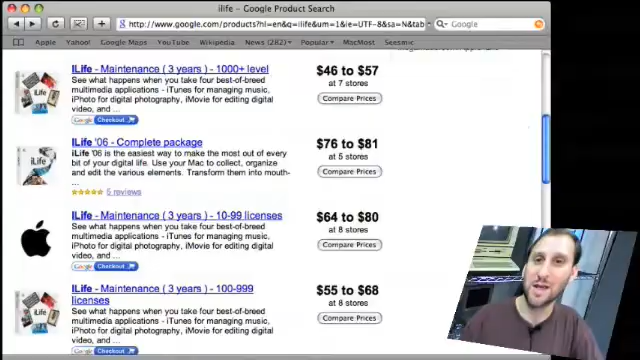 iLife - Google Product Search
http://www.google.com/products?hl=en&q=ilife&um=1&ie=UTF-8&sa=N&tab
Google
Apple Yahoo! Google Maps YouTube Wikipedia News (282) Popular MacMost Seesmic
ILife - Maintenance ( 3 years ) - 1000+ level
See what happens when you take four best-of-breed
multimedia applications - iTunes for managing music,
iPhoto for digital photography, iMovie for editing digital
video, and ...
Google Checkout
$46 to $57
at 7 stores
Compare Prices
ILife '06 - Complete package
iLife '06 is the easiest way to make the most out of every
bit of your digital life. Use your Mac to collect, organize
and edit the various elements. Transform them into mouth-
...
6 reviews
$76 to $81
at 5 stores
Compare Prices
iLife
ILife - Maintenance ( 3 years ) - 10-99 licenses
See what happens when you take four best-of-breed
multimedia applications - iTunes for managing music,
iPhoto for digital photography, iMovie for editing digital
video, and ...
Google Checkout
$64 to $80
at 8 stores
Compare Prices
ILife - Maintenance ( 3 years ) - 100-999
licenses
See what happens when you take four best-of-breed
multimedia applications - iTunes for managing music,
iPhoto for digital photography, iMovie for editing digital
video, and ...
$55 to $68
at 8 stores
Compare Prices